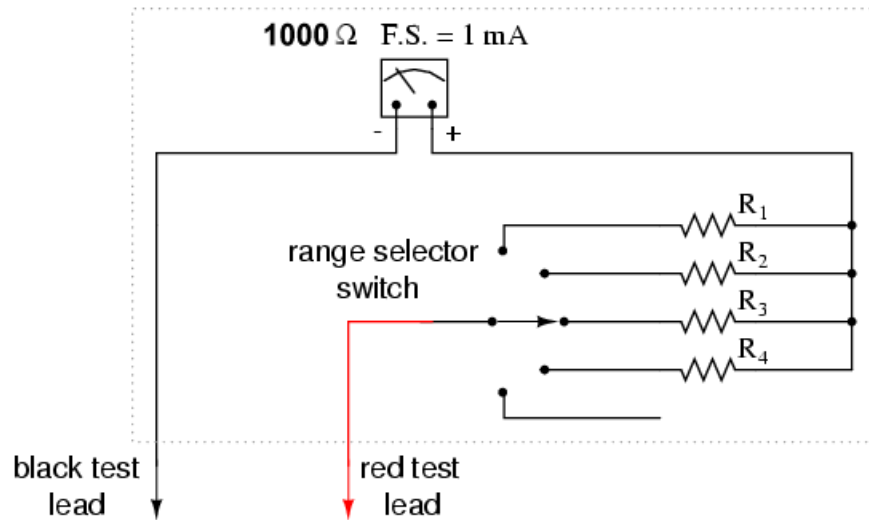 1000 Ω F.S. = 1 mA
- +
R1
range selector
switch
R2
R3
R4
black test
lead
red test
lead